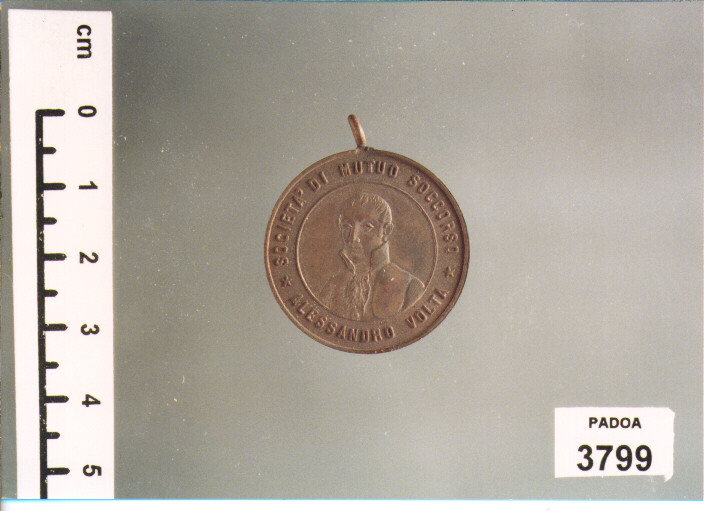 cm
0
1
2
3
4
5
SOCIETA' DI MUTUO SOCCORSO
★ ALESSANDRO VOLTA ★
PADOA
3799